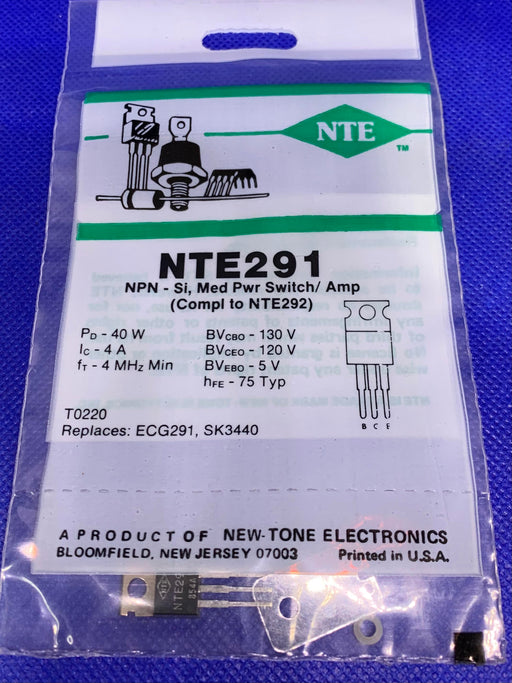 NTE
TM
NTE291
NPN - Si, Med Pwr Switch/ Amp
(Compl to NTE292)
PD - 40 W
IC - 4 A
fT - 4 MHz Min
BVCBO - 130 V
BVCEO - 120 V
BVEBO - 5 V
hFE - 75 Typ
B C E
T0220
Replaces: ECG291, SK3440
A PRODUCT OF NEW-TONE ELECTRONICS
BLOOMFIELD, NEW JERSEY 07003
Printed in U.S.A.